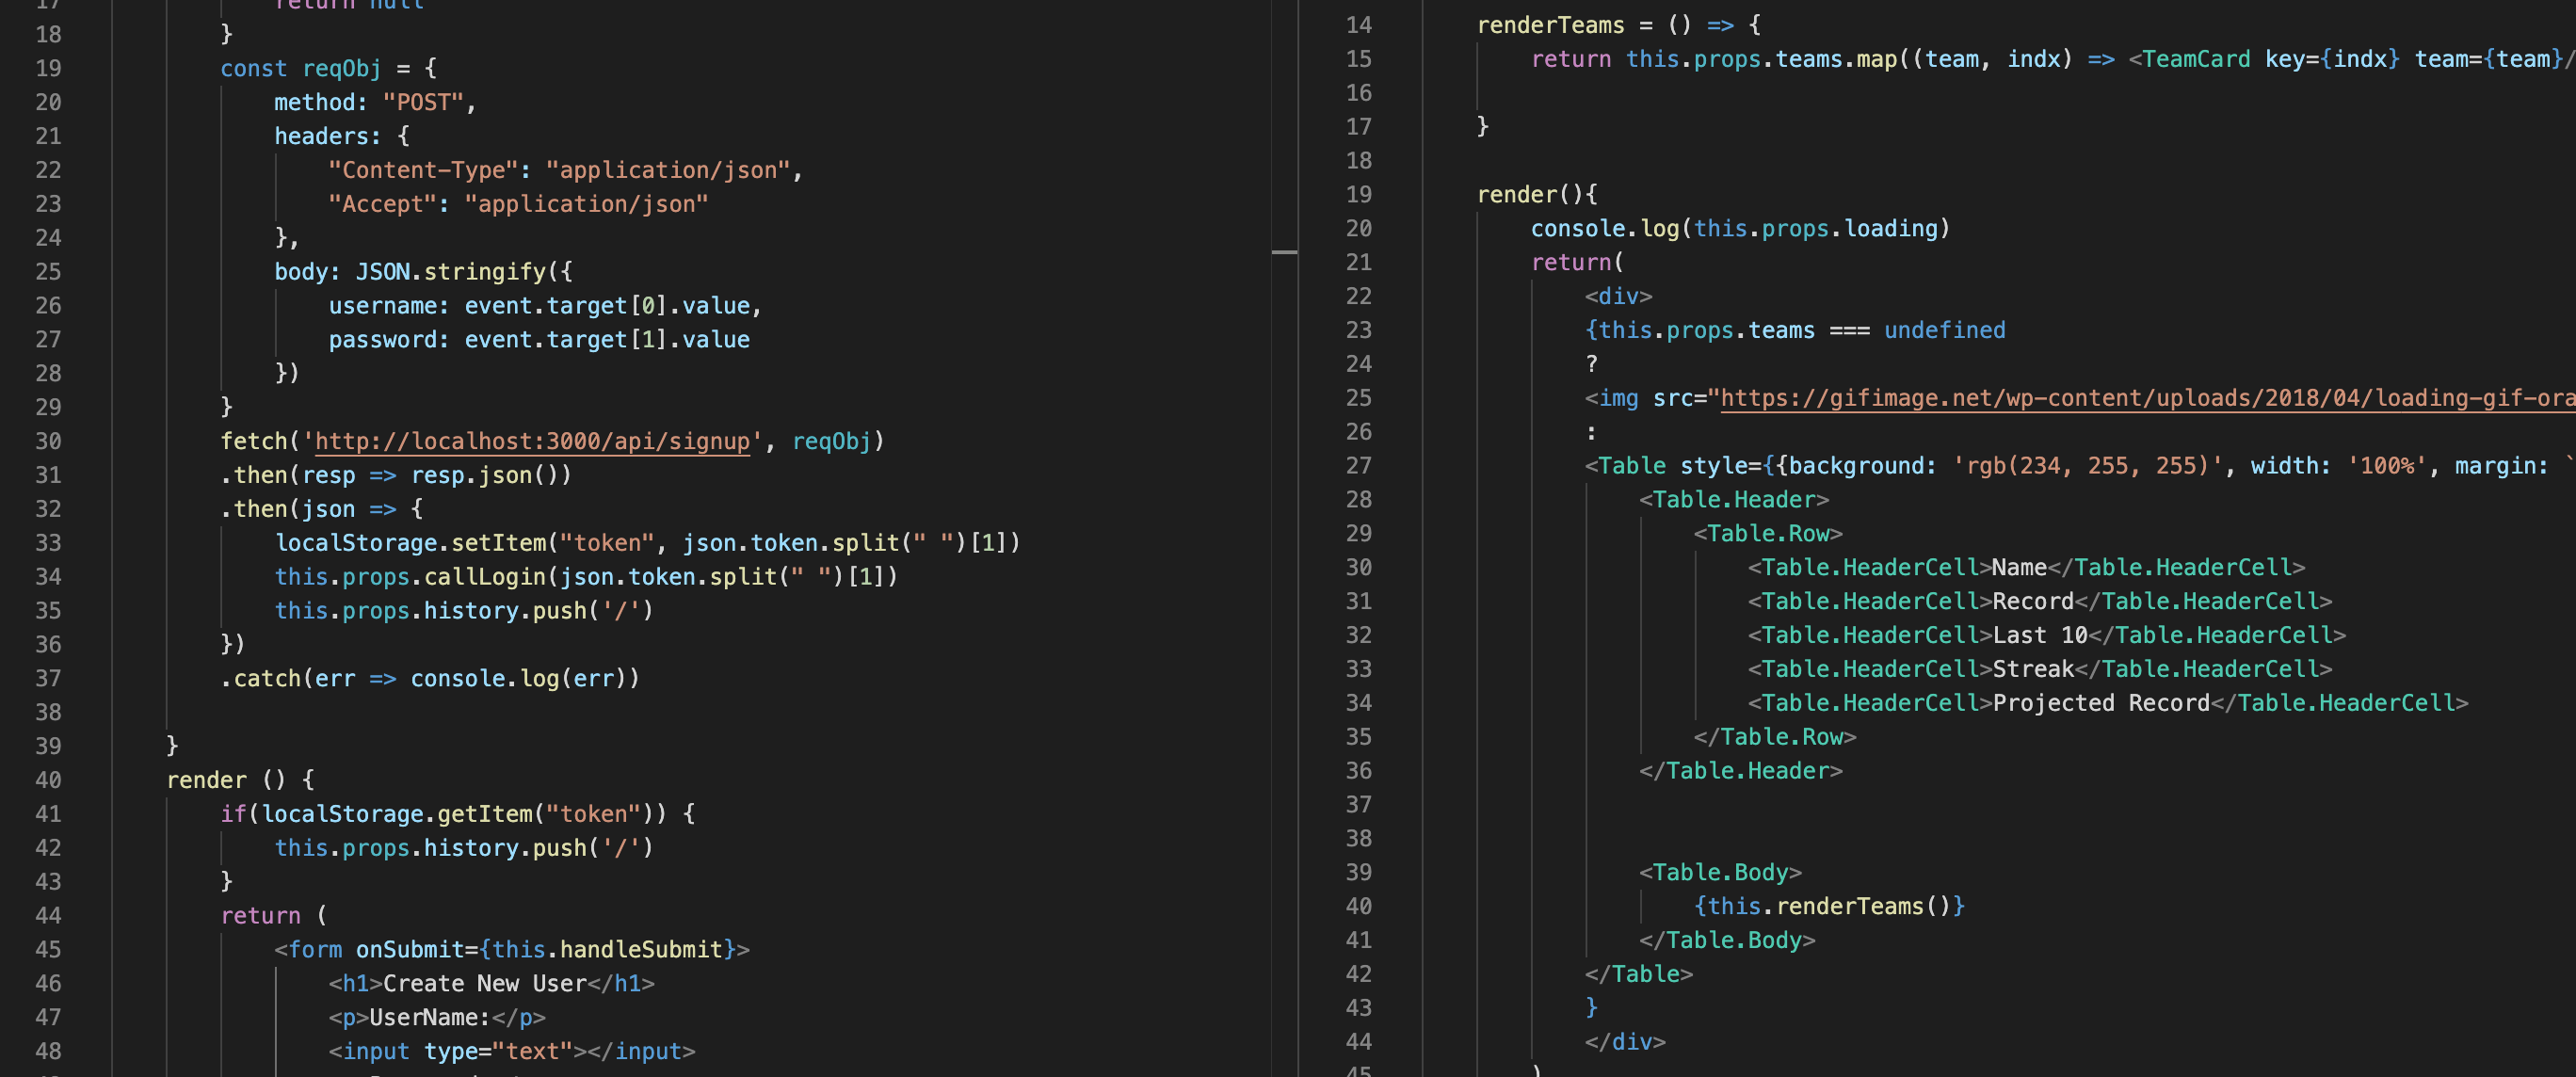 17 return null
18 }
19 const reqObj = {
20 method: "POST",
21 headers: {
22 "Content-Type": "application/json",
23 "Accept": "application/json"
24 },
25 body: JSON.stringify({
26 username: event.target[0].value,
27 password: event.target[1].value
28 })
29 }
30 fetch('http://localhost:3000/api/signup', reqObj)
31 .then(resp => resp.json())
32 .then(json => {
33 localStorage.setItem("token", json.token.split(" ")[1])
34 this.props.callLogin(json.token.split(" ")[1])
35 this.props.history.push('/')
36 })
37 .catch(err => console.log(err))
38
39 }
40 render () {
41 if(localStorage.getItem("token")) {
42 this.props.history.push('/')
43 }
44 return (
45 <form onSubmit={this.handleSubmit}>
46 <h1>Create New User</h1>
47 <p>UserName:</p>
48 <input type="text"></input>
14 renderTeams = () => {
15 return this.props.teams.map((team, indx) => <TeamCard key={indx} team={team}/
16
17 }
18
19 render(){
20 console.log(this.props.loading)
21 return(
22 <div>
23 {this.props.teams === undefined
24 ?
25 <img src="https://gifimage.net/wp-content/uploads/2018/04/loading-gif-ora
26 :
27 <Table style={{background: 'rgb(234, 255, 255)', width: '100%', margin: `
28 <Table.Header>
29 <Table.Row>
30 <Table.HeaderCell>Name</Table.HeaderCell>
31 <Table.HeaderCell>Record</Table.HeaderCell>
32 <Table.HeaderCell>Last 10</Table.HeaderCell>
33 <Table.HeaderCell>Streak</Table.HeaderCell>
34 <Table.HeaderCell>Projected Record</Table.HeaderCell>
35 </Table.Row>
36 </Table.Header>
37
38
39 <Table.Body>
40 {this.renderTeams()}
41 </Table.Body>
42 </Table>
43 }
44 </div>
45 )